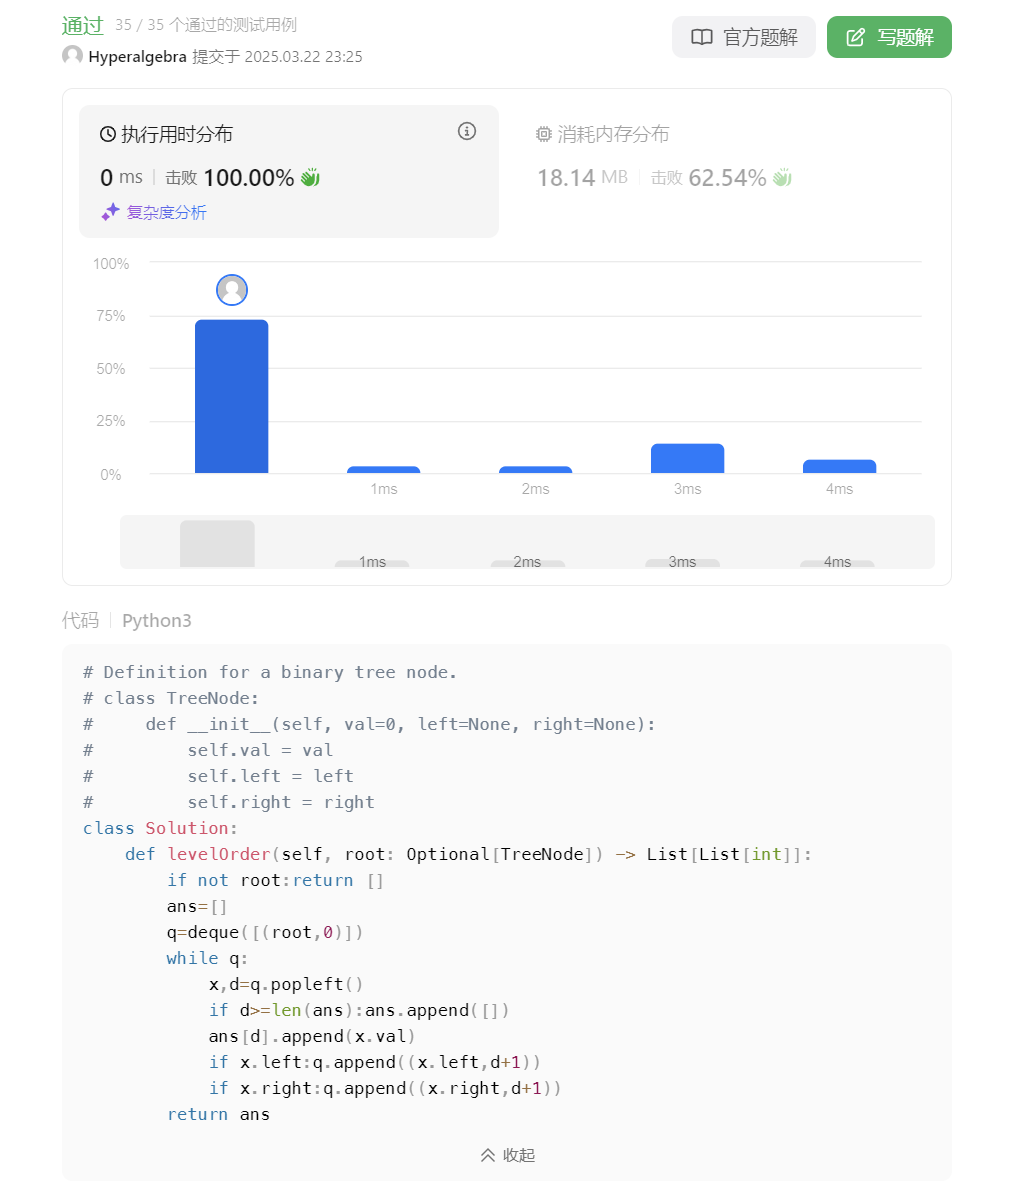 通过 35 / 35 个通过的测试用例
Hyperalgebra 提交于 2025.03.22 23:25
官方题解
写题解
执行用时分布
0 ms | 击败 100.00%
复杂度分析
消耗内存分布
18.14 MB | 击败 62.54%
100%
75%
50%
25%
0%
1ms 2ms 3ms 4ms
1ms 2ms 3ms 4ms
代码 | Python3
# Definition for a binary tree node.
# class TreeNode:
#     def __init__(self, val=0, left=None, right=None):
#         self.val = val
#         self.left = left
#         self.right = right
class Solution:
    def levelOrder(self, root: Optional[TreeNode]) -> List[List[int]]:
        if not root:return []
        ans=[]
        q=deque([(root,0)])
        while q:
            x,d=q.popleft()
            if d>=len(ans):ans.append([])
            ans[d].append(x.val)
            if x.left:q.append((x.left,d+1))
            if x.right:q.append((x.right,d+1))
        return ans
收起